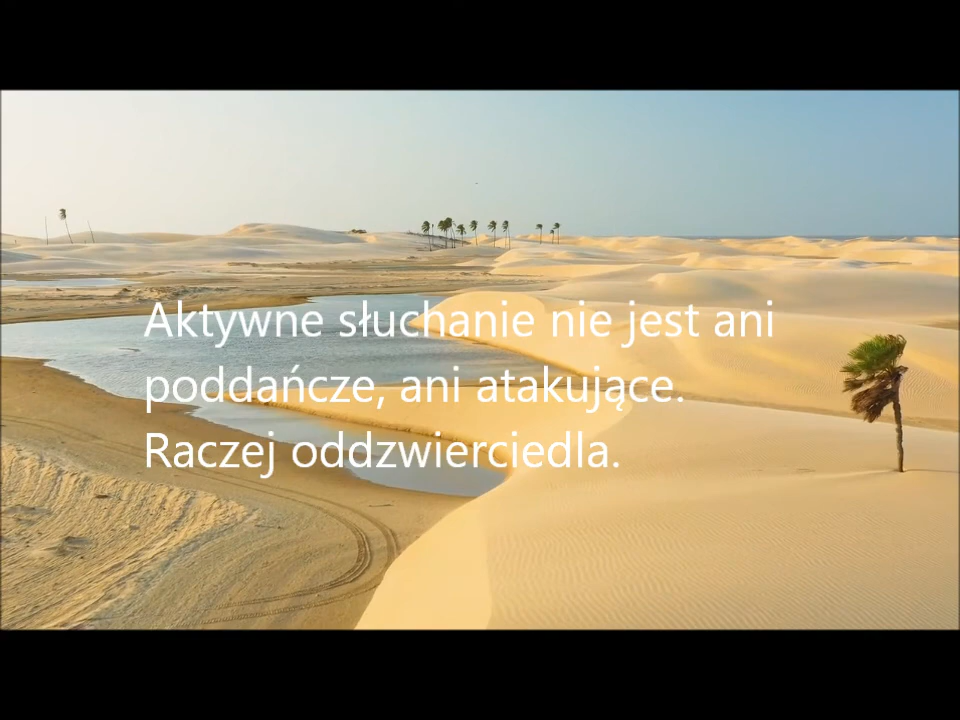 Aktywne słuchanie nie jest ani
poddańcze, ani atakujące.
Raczej oddzwierciedla.